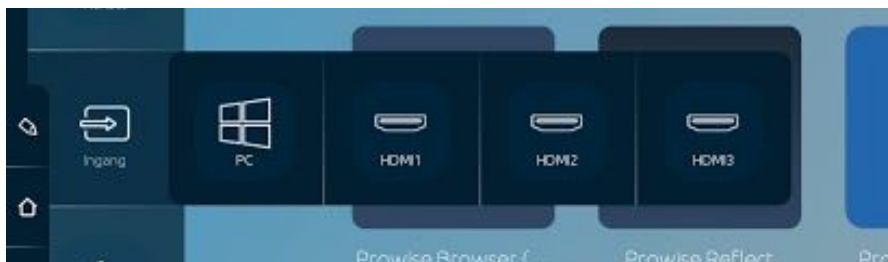 Ingang
PC
HDMI1
HDMI2
HDMI3
Prowise Browser (
Prowise Reflect